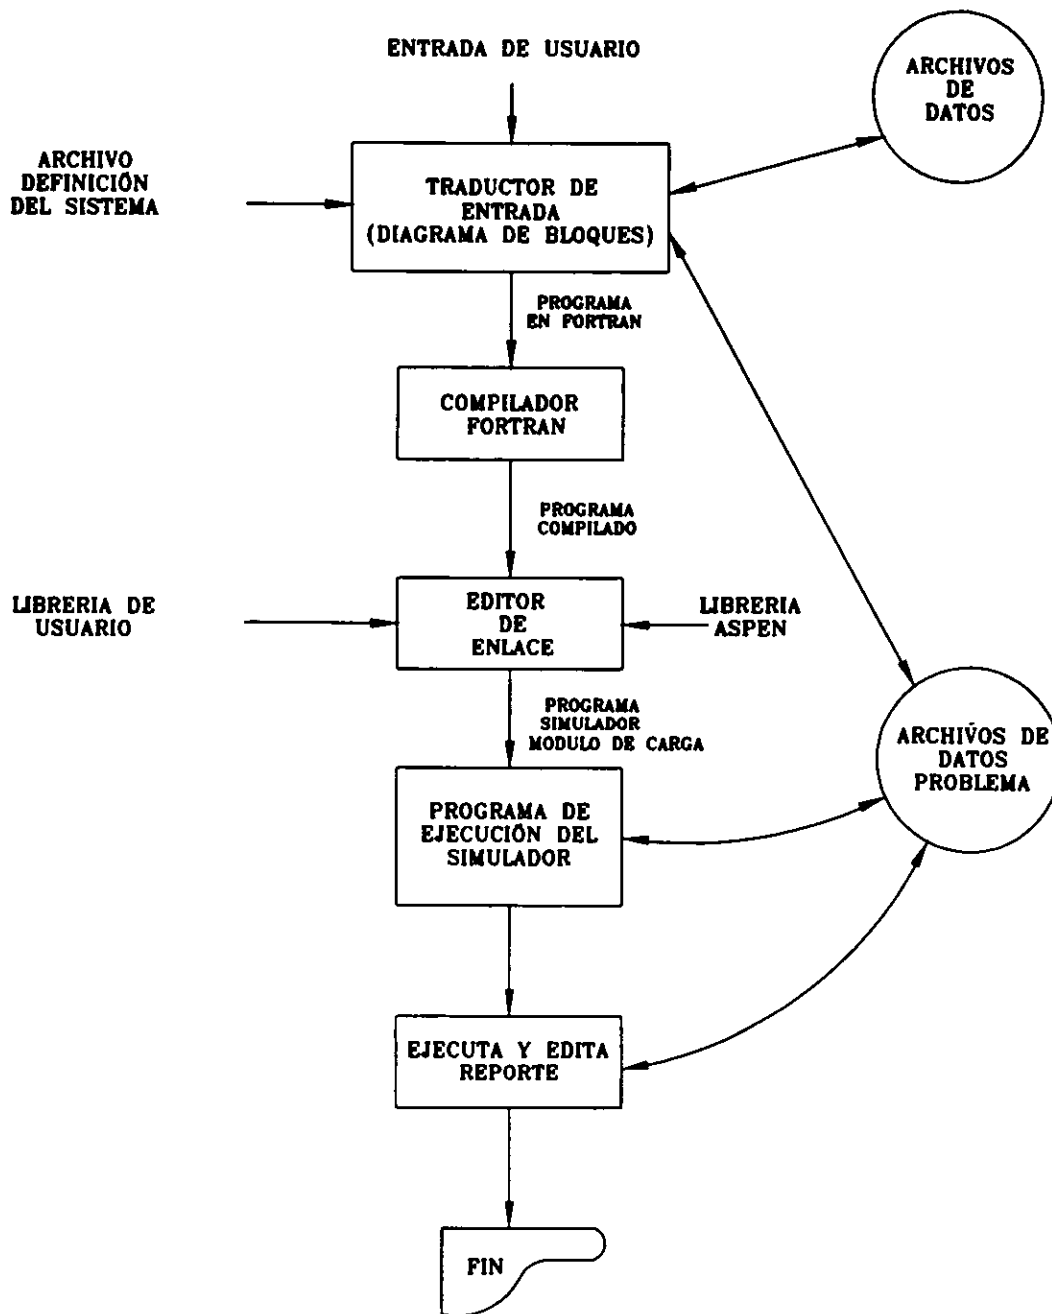 ENTRADA DE USUARIO
ARCHIVOS
DE
DATOS
ARCHIVO
DEFINICIÓN
DEL SISTEMA
TRADUCTOR DE
ENTRADA
(DIAGRAMA DE BLOQUES)
PROGRAMA
EN FORTRAN
COMPILADOR
FORTRAN
PROGRAMA
COMPILADO
LIBRERIA DE
USUARIO
EDITOR
DE
ENLACE
LIBRERIA
ASPEN
PROGRAMA
SIMULADOR
MODULO DE CARGA
ARCHIVOS DE
DATOS
PROBLEMA
PROGRAMA DE
EJECUCIÓN DEL
SIMULADOR
EJECUTA Y EDITA
REPORTE
FIN